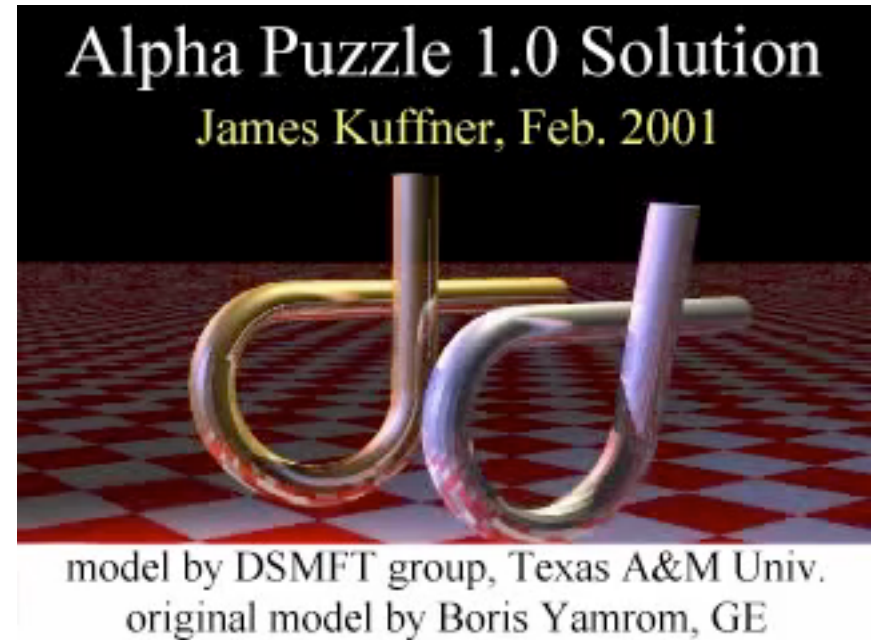 Alpha Puzzle 1.0 Solution
James Kuffner, Feb. 2001
model by DSMFT group, Texas A&M Univ.
original model by Boris Yamrom, GE